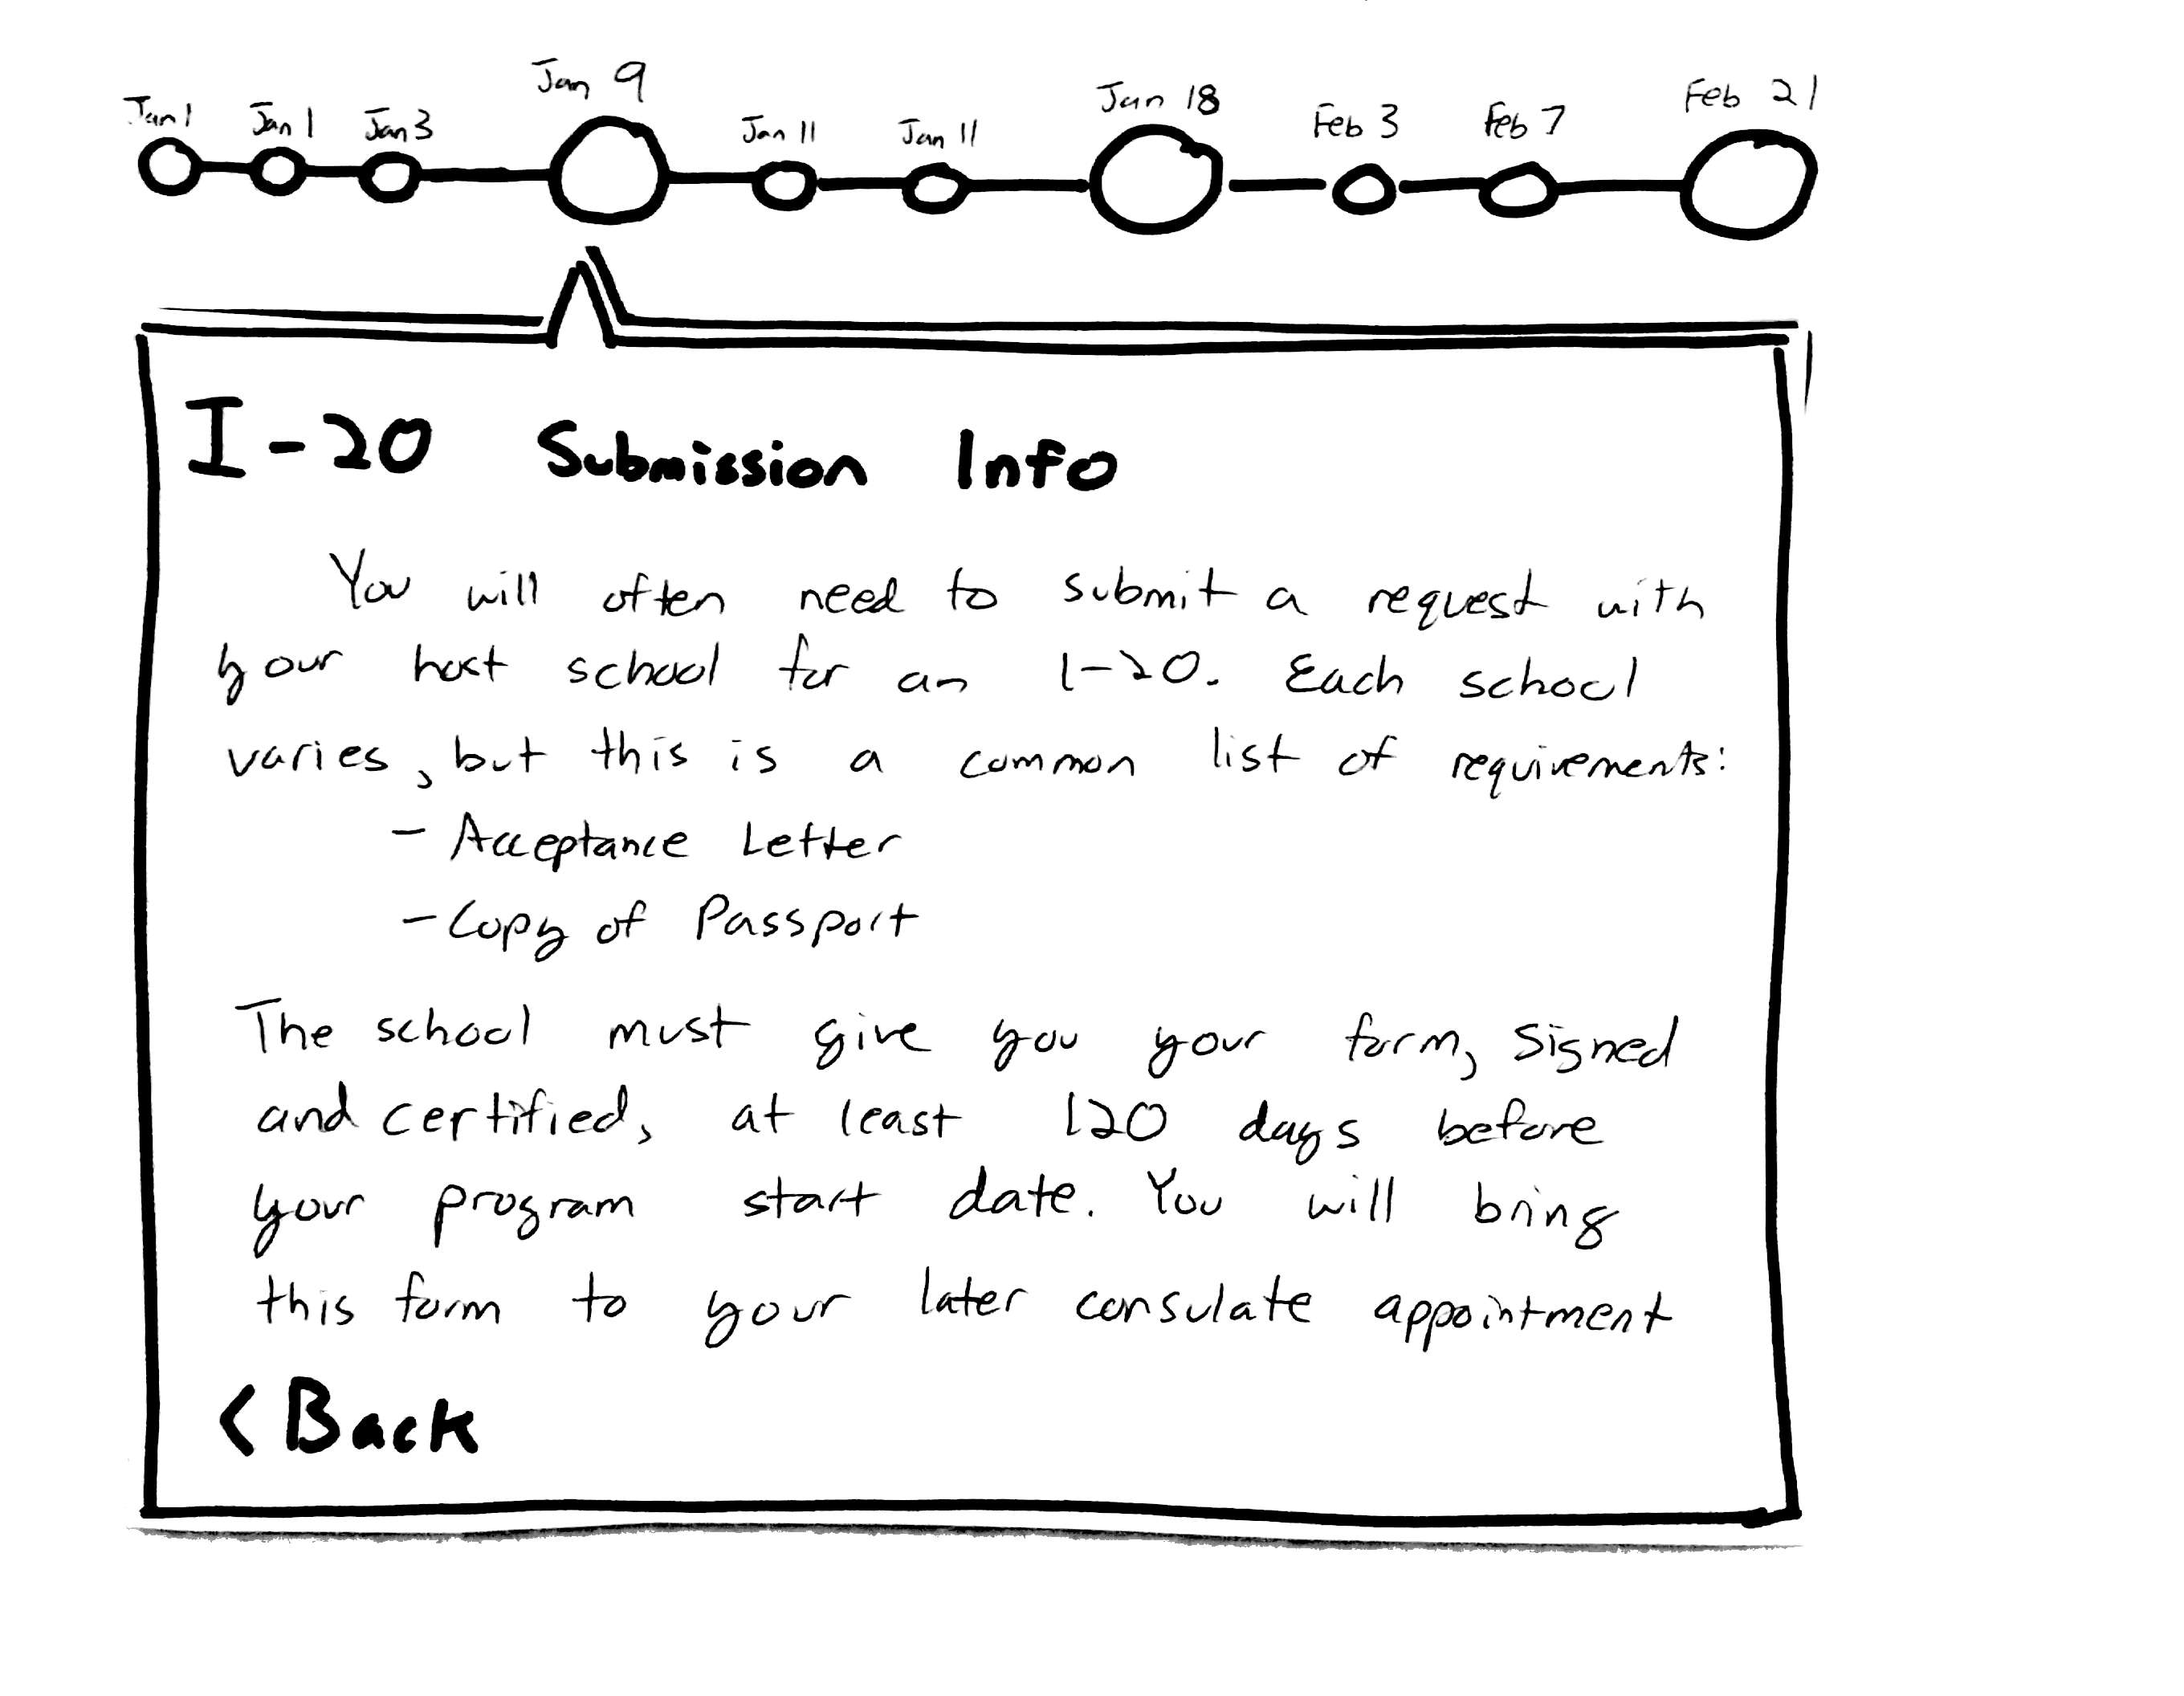 Jan 1 Jan 1 Jan 3 Jan 9 Jan 11 Jan 11 Jan 18 Feb 3 Feb 7 Feb 21
I-20 Submission Info
You will often need to submit a request with
your host school for an I-20. Each school
varies, but this is a common list of requirements:
- Acceptance Letter
- Copy of Passport
The school must give you your form, signed
and certified, at least 120 days before
your program start date. You will bring
this form to your later consulate appointment
< Back